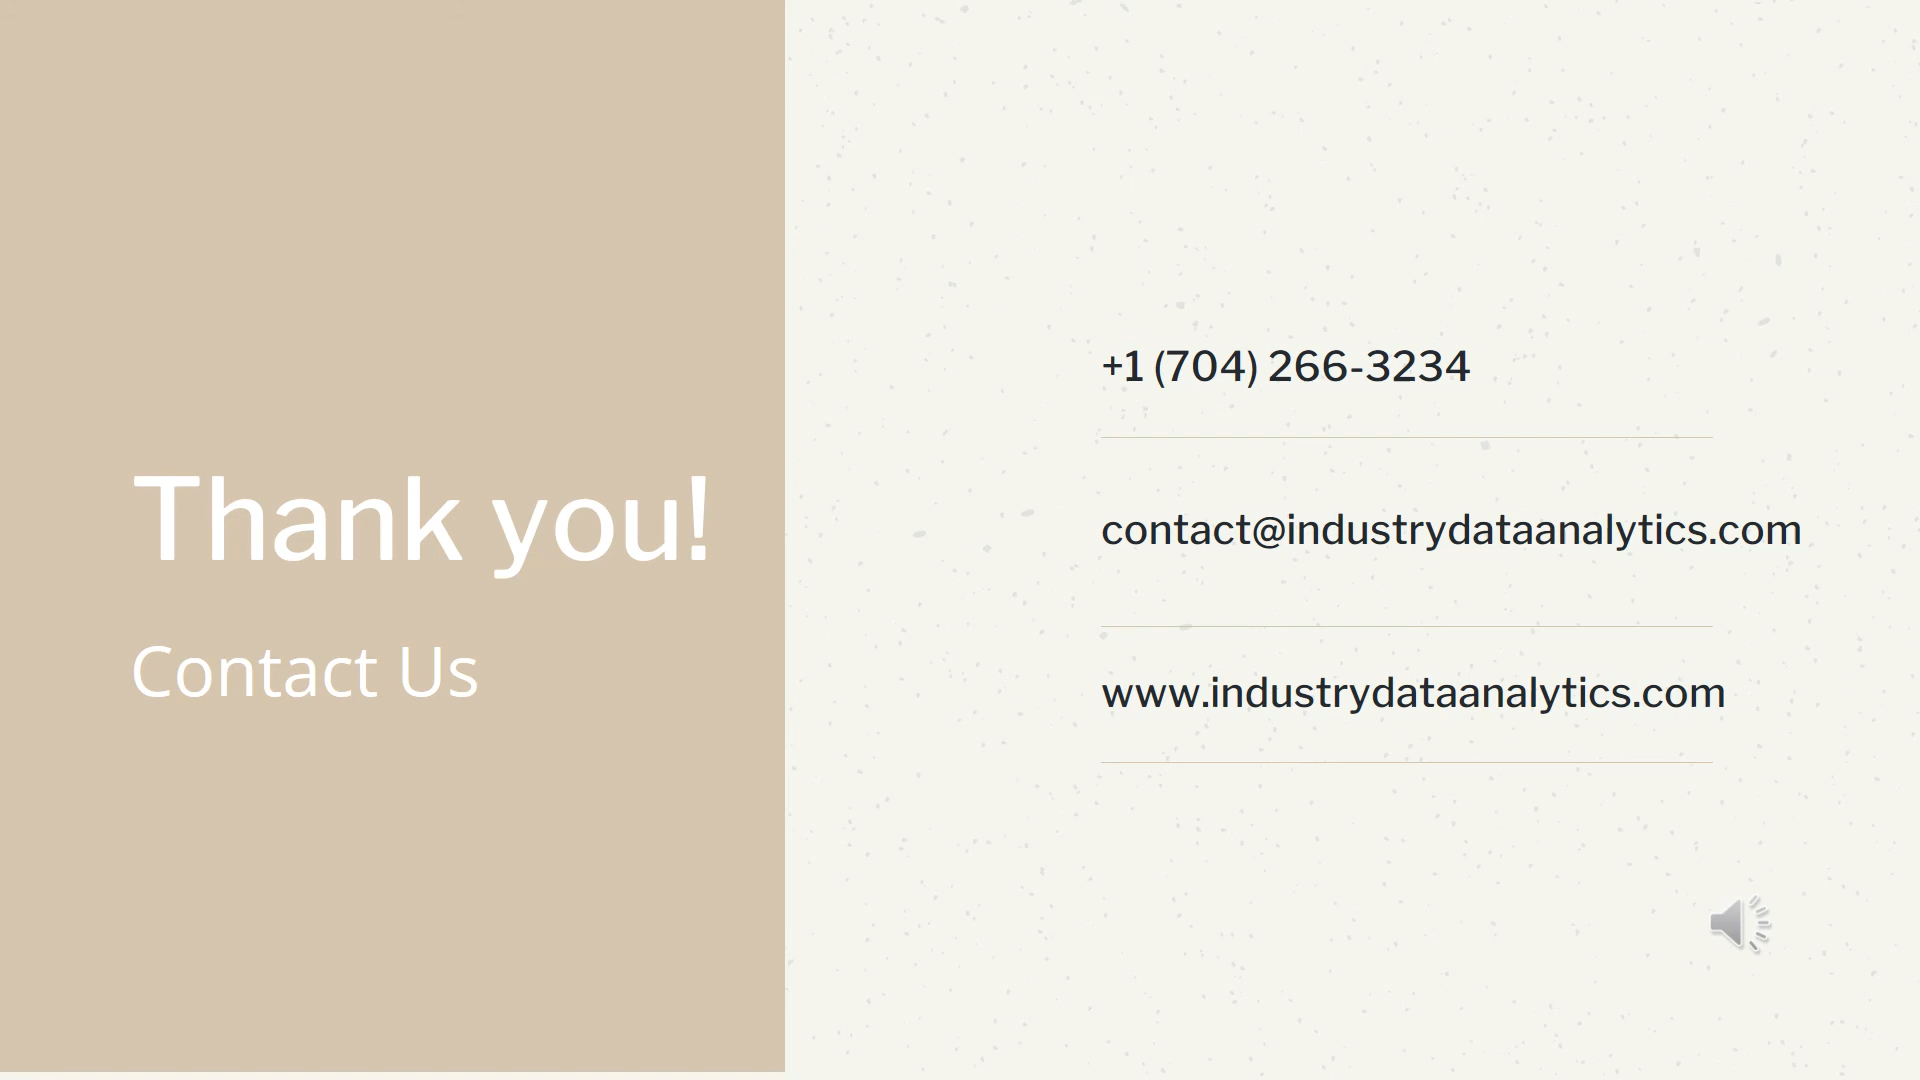 Thank you!
Contact Us
+1 (704) 266-3234
contact@industrydataanalytics.com
www.industrydataanalytics.com